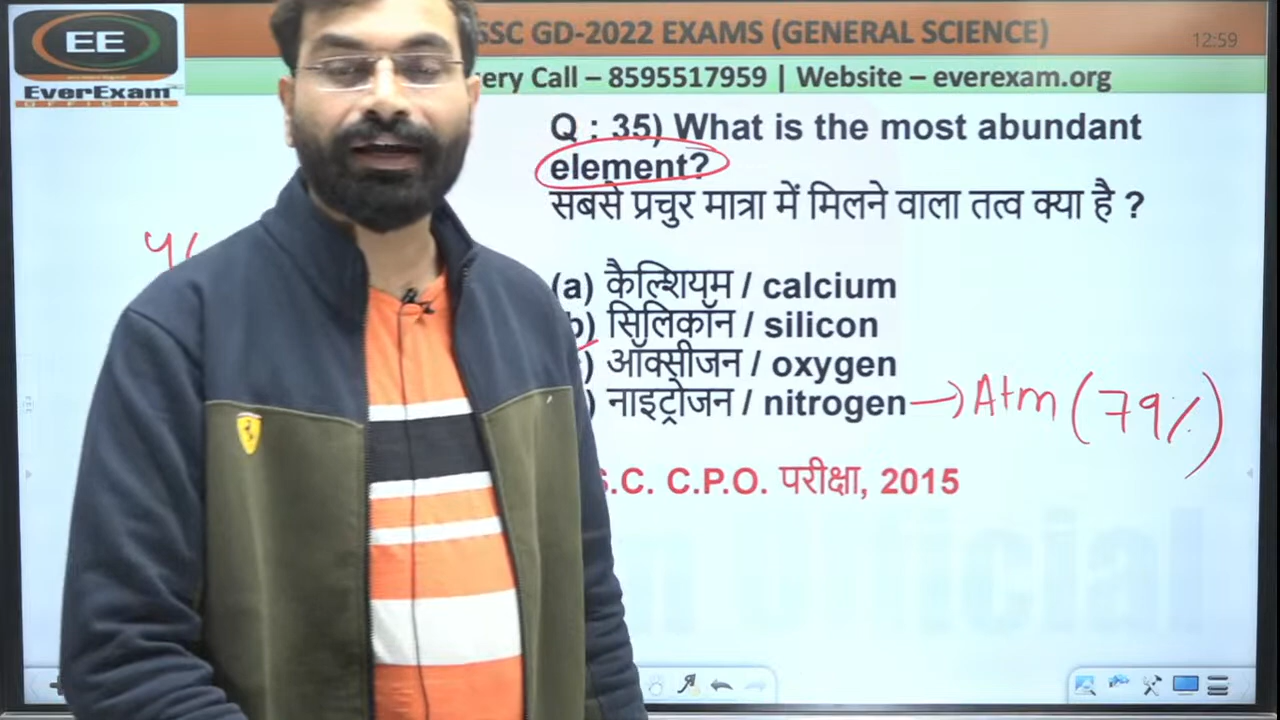 EE
EverExam
OFFICIAL
SSC GD-2022 EXAMS (GENERAL SCIENCE)
12:59
ery Call – 8595517959 | Website – everexam.org
Q : 35) What is the most abundant
element?
सबसे प्रचुर मात्रा में मिलने वाला तत्व क्या है ?
(a) कैल्शियम / calcium
b) सिलिकॉन / silicon
) ऑक्सीजन / oxygen
) नाइट्रोजन / nitrogen → Atm (79%)
S.C. C.P.O. परीक्षा, 2015